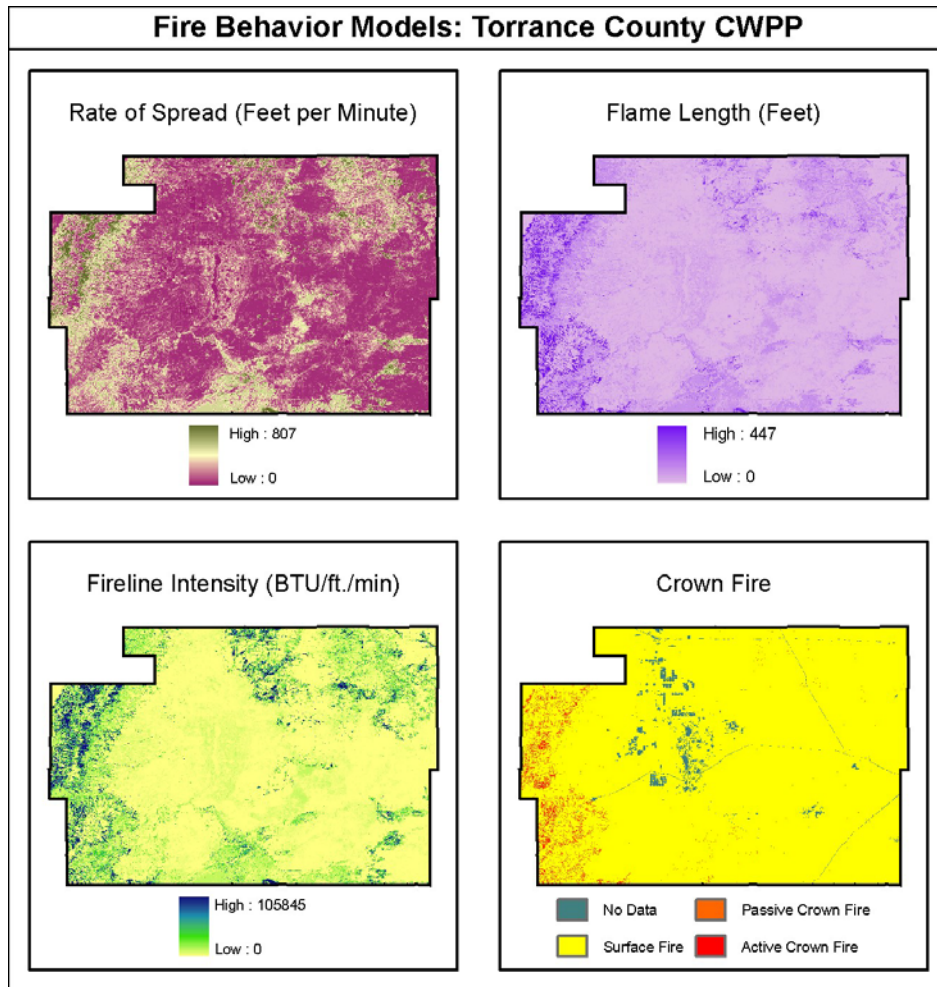 Fire Behavior Models: Torrance County CWPP
Rate of Spread (Feet per Minute)
High : 807
Low : 0
Flame Length (Feet)
High : 447
Low : 0
Fireline Intensity (BTU/ft./min)
High : 105845
Low : 0
Crown Fire
No Data
Passive Crown Fire
Surface Fire
Active Crown Fire